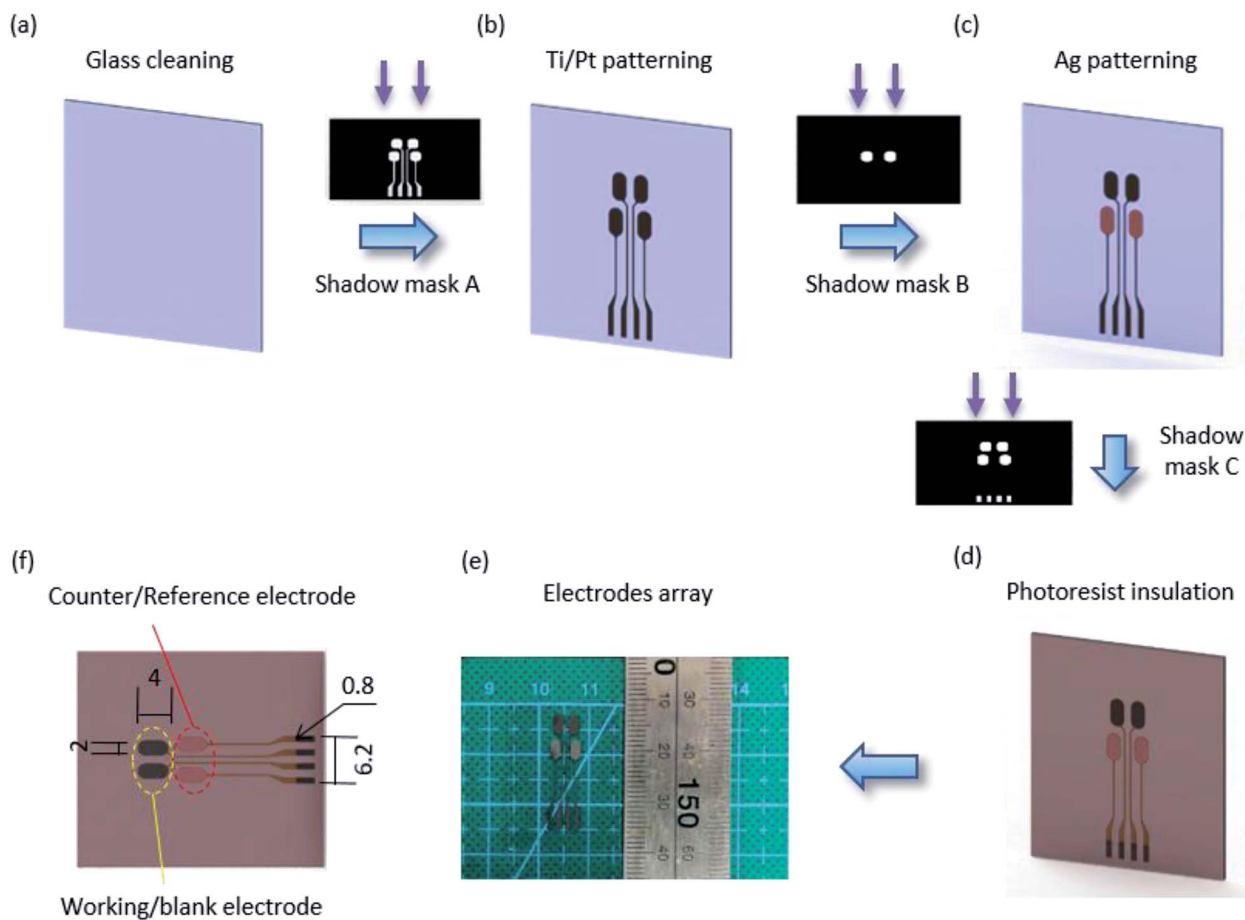 (a)
Glass cleaning
Shadow mask A
(b)
Ti/Pt patterning
Shadow mask B
(c)
Ag patterning
Shadow
mask C
(d)
Photoresist insulation
(e)
Electrodes array
9 10 11 14
0
10 30
20 40
150
30 50
40 60
(f)
Counter/Reference electrode
4
0.8
2
6.2
Working/blank electrode